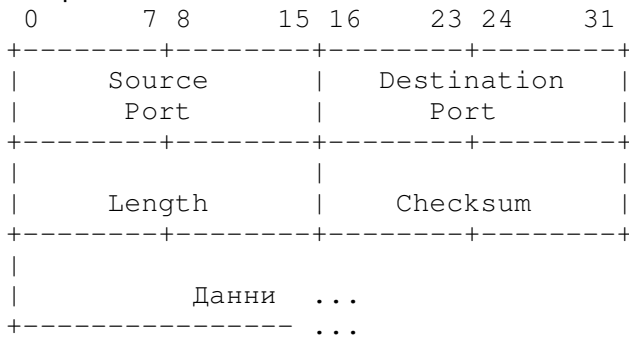 0 7 8 15 16 23 24 31
+--------+--------+--------+--------+
| Source | Destination |
| Port | Port |
+--------+--------+--------+--------+
| | |
| Length | Checksum |
+--------+--------+--------+--------+
|
| Данни ...
+---------------- ...